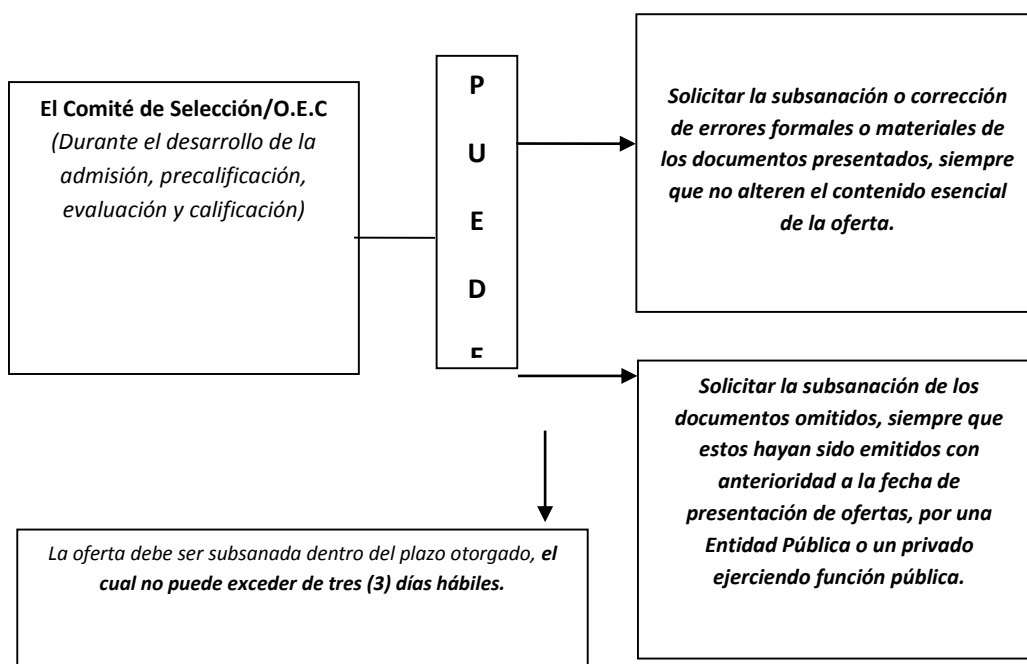 El Comité de Selección/O.E.C
(Durante el desarrollo de la
admisión, precalificación,
evaluación y calificación)
P
U
E
D
E
Solicitar la subsanación o corrección
de errores formales o materiales de
los documentos presentados, siempre
que no alteren el contenido esencial
de la oferta.
Solicitar la subsanación de los
documentos omitidos, siempre que
estos hayan sido emitidos con
anterioridad a la fecha de
presentación de ofertas, por una
Entidad Pública o un privado
ejerciendo función pública.
La oferta debe ser subsanada dentro del plazo otorgado, el
cual no puede exceder de tres (3) días hábiles.